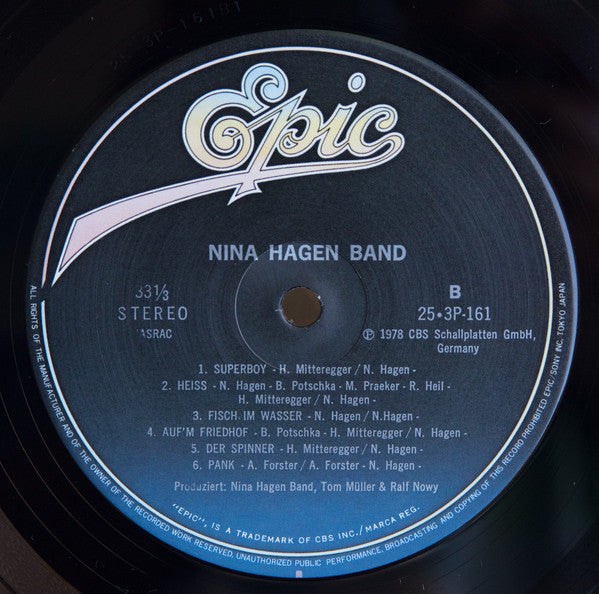 25·3P-161B1
Epic
NINA HAGEN BAND
33⅓
STEREO
JASRAC
B
25•3P-161
Ⓟ 1978 CBS Schallplatten GmbH,
Germany
1. SUPERBOY - H. Mitteregger / N. Hagen -
2. HEISS - N. Hagen - B. Potschka - M. Praeker - R. Heil -
H. Mitteregger / N. Hagen -
3. FISCH.IM WASSER - N. Hagen / N.Hagen -
4. AUF'M FRIEDHOF - B. Potschka - H. Mitteregger / N. Hagen -
5. DER SPINNER - H. Mitteregger / N. Hagen -
6. PANK - A. Forster / A. Forster - N. Hagen -
Produziert: Nina Hagen Band, Tom Müller & Ralf Nowy
"EPIC", IS A TRADEMARK OF CBS INC./MARCA REG.
ALL RIGHTS OF THE MANUFACTURER AND OF THE OWNER OF THE RECORDED WORK RESERVED. UNAUTHORIZED PUBLIC PERFORMANCE, BROADCASTING AND COPYING OF THIS RECORD PROHIBITED EPIC/SONY INC. TOKYO JAPAN